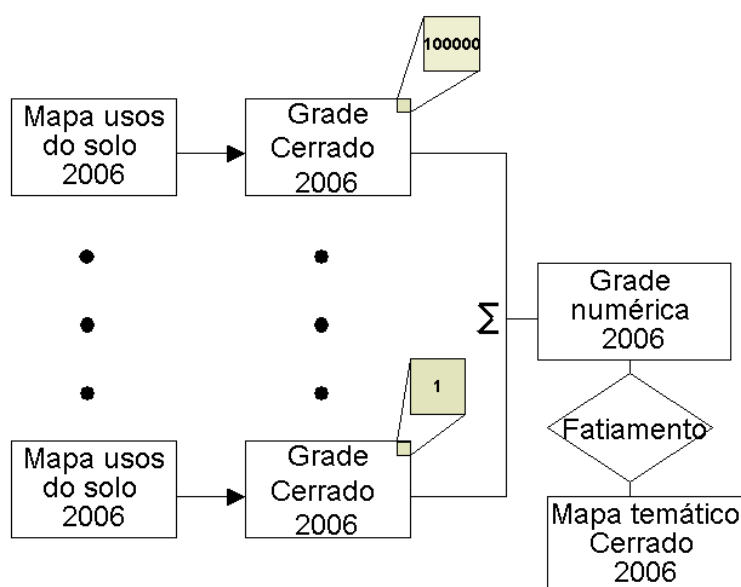 100000
Mapa usos
do solo
2006
Grade
Cerrado
2006
Σ
Grade
numérica
2006
1
Mapa usos
do solo
2006
Grade
Cerrado
2006
Fatiamento
Mapa temático
Cerrado
2006